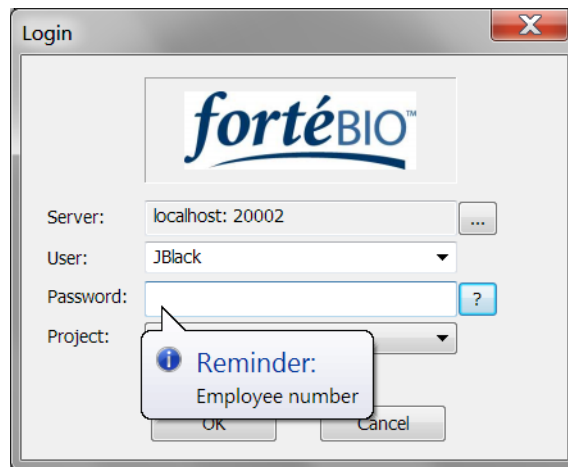 Login
X
fortéBIO™
Server: localhost: 20002 ...
User: JBlack
Password: ?
Project:
Reminder:
Employee number
OK Cancel